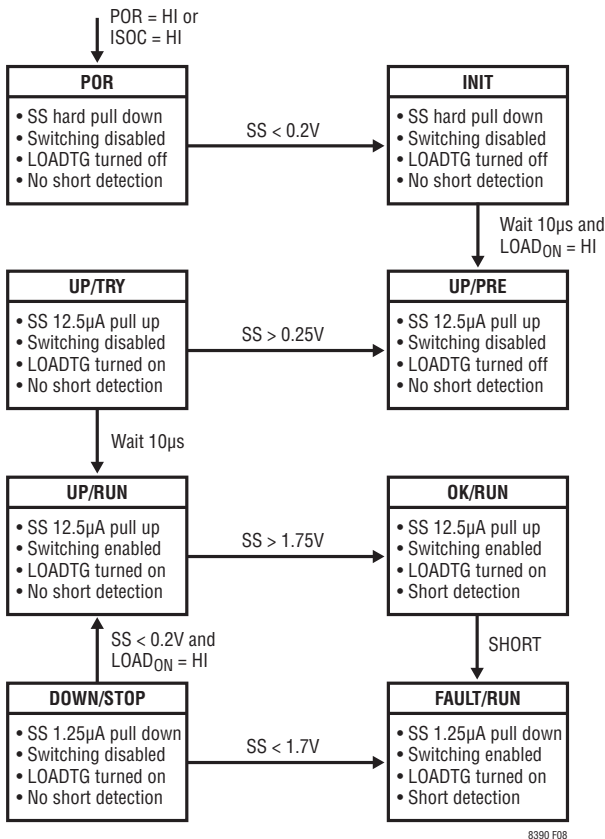 POR = HI or
ISOC = HI
POR
• SS hard pull down
• Switching disabled
• LOADTG turned off
• No short detection
SS < 0.2V
INIT
• SS hard pull down
• Switching disabled
• LOADTG turned off
• No short detection
Wait 10µs and
LOADON = HI
UP/TRY
• SS 12.5µA pull up
• Switching disabled
• LOADTG turned on
• No short detection
SS > 0.25V
UP/PRE
• SS 12.5µA pull up
• Switching disabled
• LOADTG turned off
• No short detection
Wait 10µs
UP/RUN
• SS 12.5µA pull up
• Switching enabled
• LOADTG turned on
• No short detection
SS > 1.75V
OK/RUN
• SS 12.5µA pull up
• Switching enabled
• LOADTG turned on
• Short detection
SS < 0.2V and
LOADON = HI
SHORT
DOWN/STOP
• SS 1.25µA pull down
• Switching disabled
• LOADTG turned on
• No short detection
SS < 1.7V
FAULT/RUN
• SS 1.25µA pull down
• Switching enabled
• LOADTG turned on
• Short detection
8390 F08